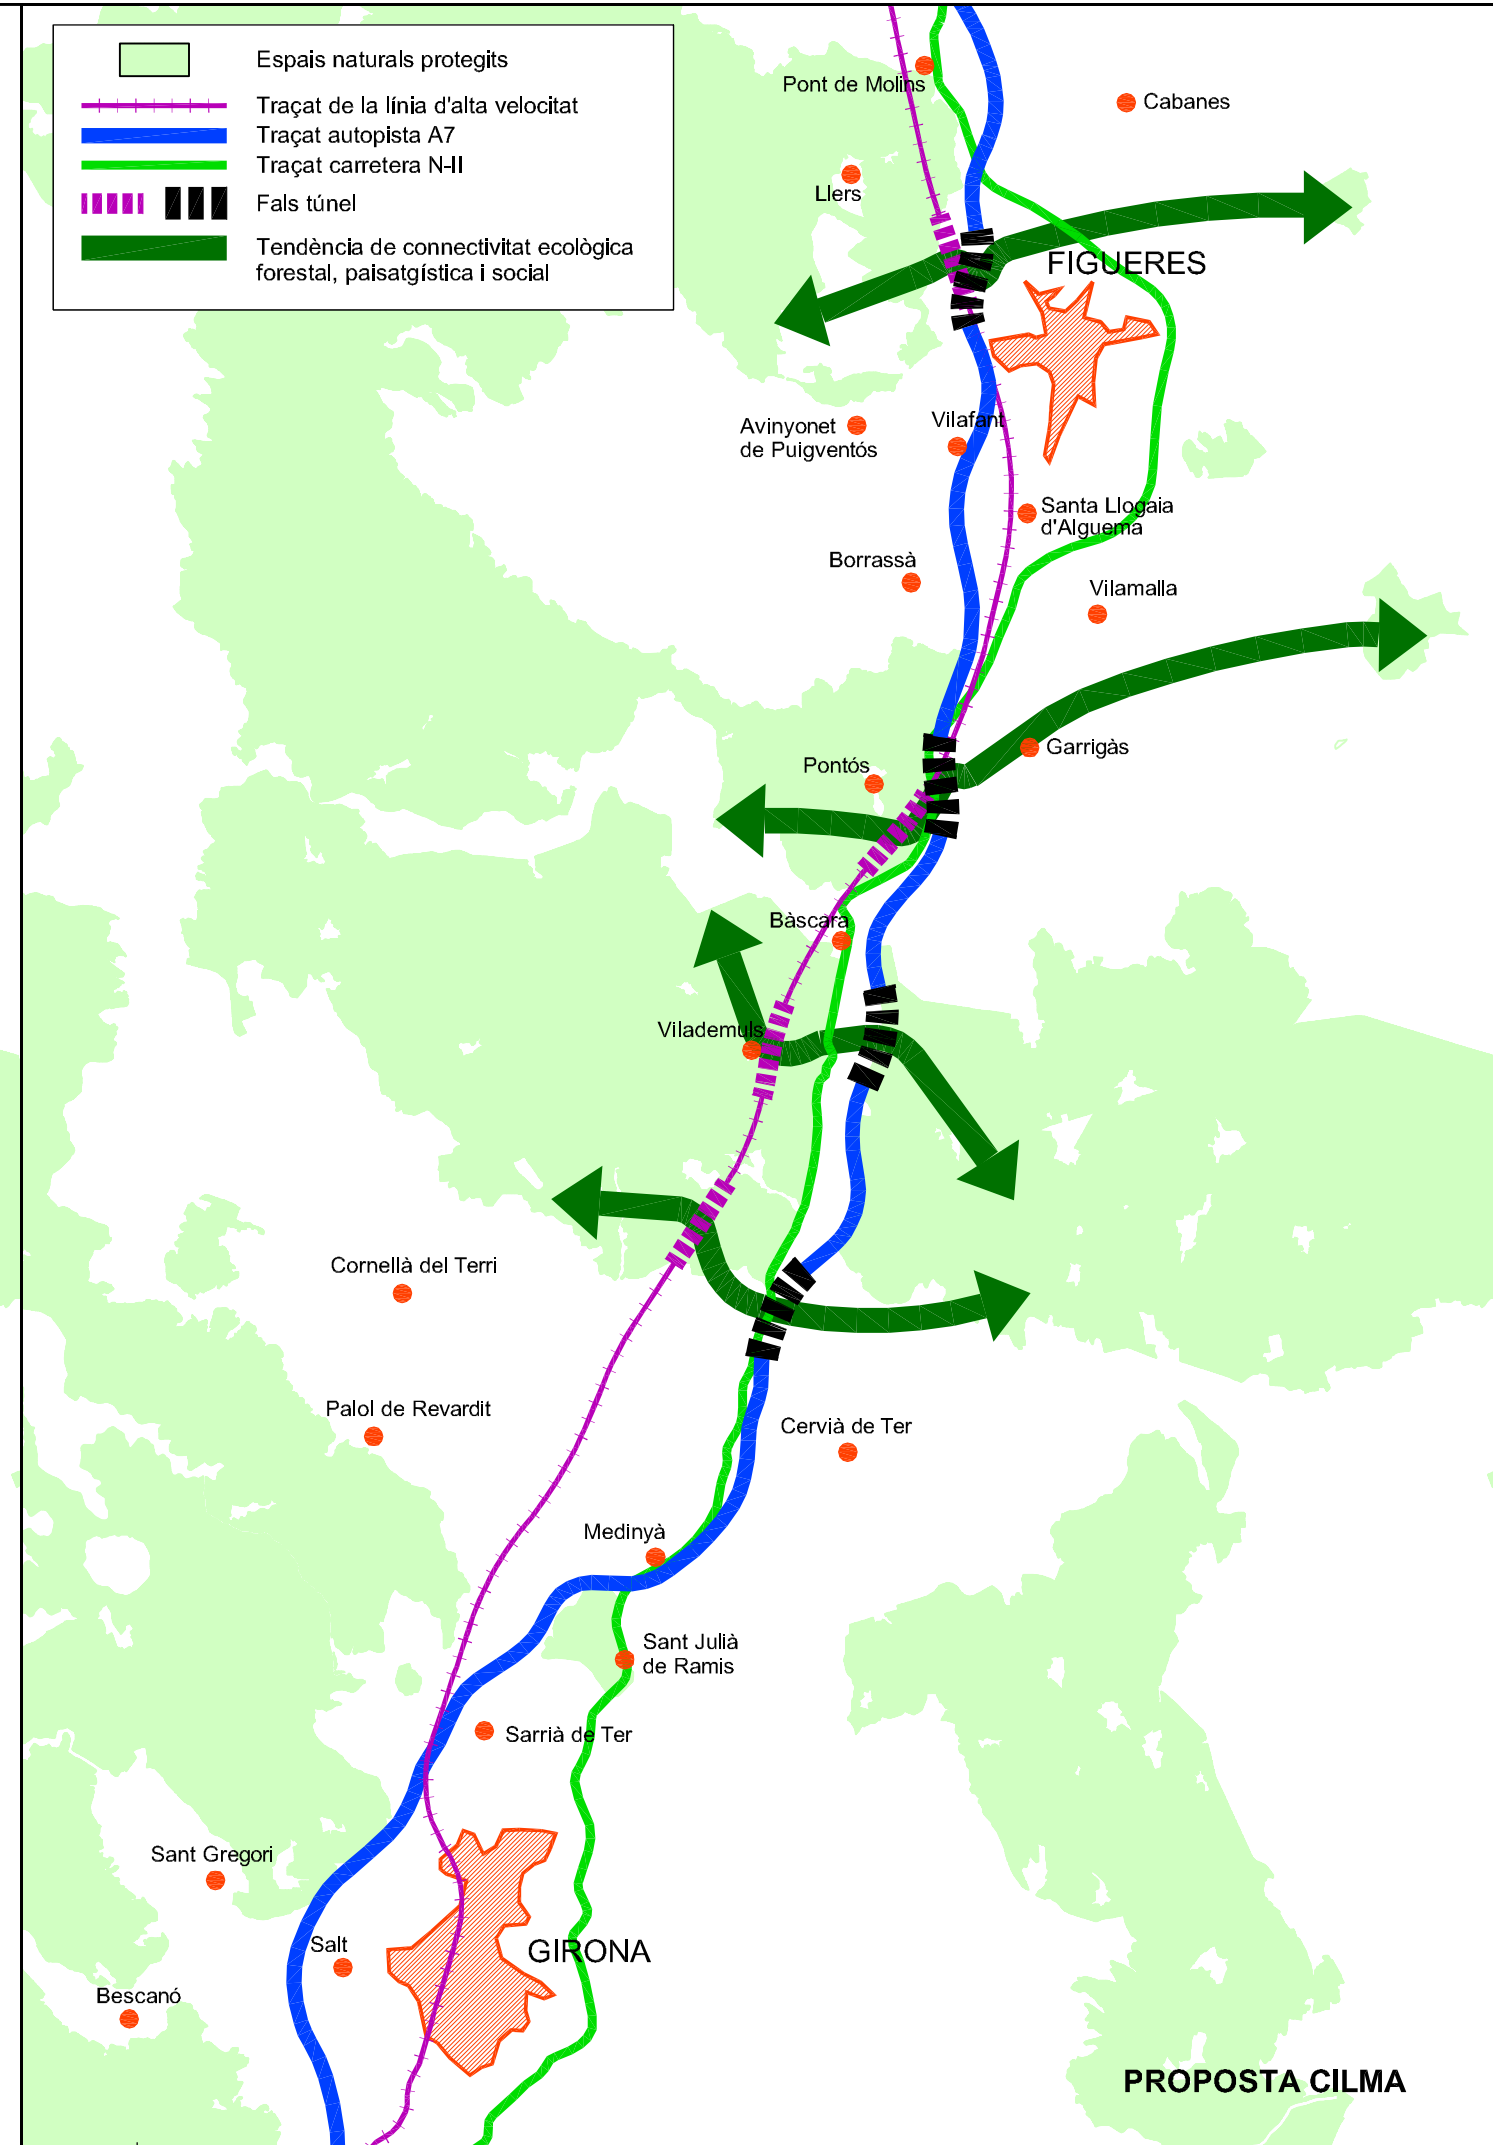 Espais naturals protegits
Traçat de la línia d'alta velocitat
Traçat autopista A7
Traçat carretera N-II
Fals túnel
Tendència de connectivitat ecològica
forestal, paisatgística i social
Pont de Molins
Cabanes
Llers
FIGUERES
Avinyonet
de Puigventós
Vilafant
Santa Llogaia
d'Alguema
Borrassà
Vilamalla
Garrigàs
Pontós
Bàscara
Vilademuls
Cornellà del Terri
Palol de Revardit
Cervià de Ter
Medinyà
Sant Julià
de Ramis
Sarrià de Ter
Sant Gregori
Salt
GIRONA
Bescanó
PROPOSTA CILMA